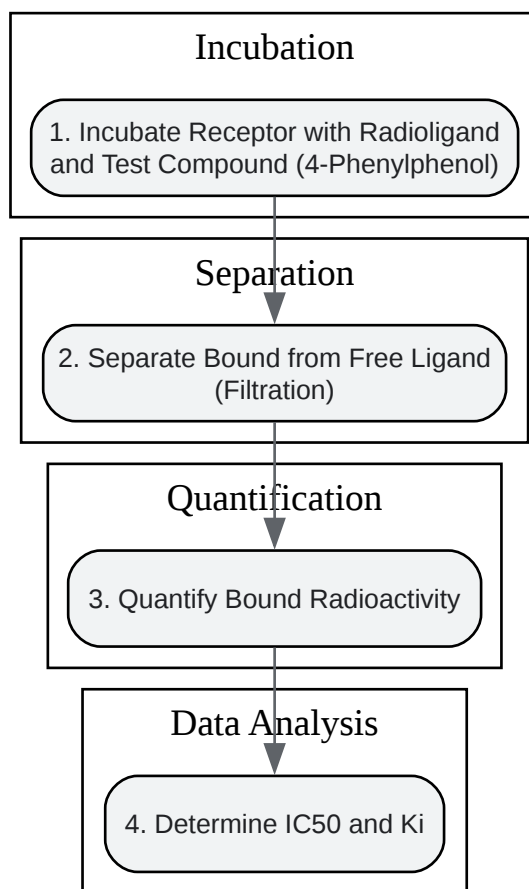 Incubation
1. Incubate Receptor with Radioligand
and Test Compound (4-Phenylphenol)
Separation
2. Separate Bound from Free Ligand
(Filtration)
Quantification
3. Quantify Bound Radioactivity
Data Analysis
4. Determine IC50 and Ki